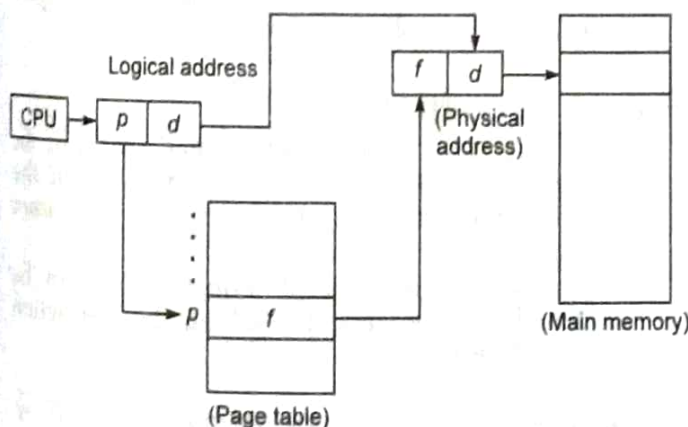 Logical address
CPU
p d
f d
(Physical
address)
p
f
(Main memory)
(Page table)